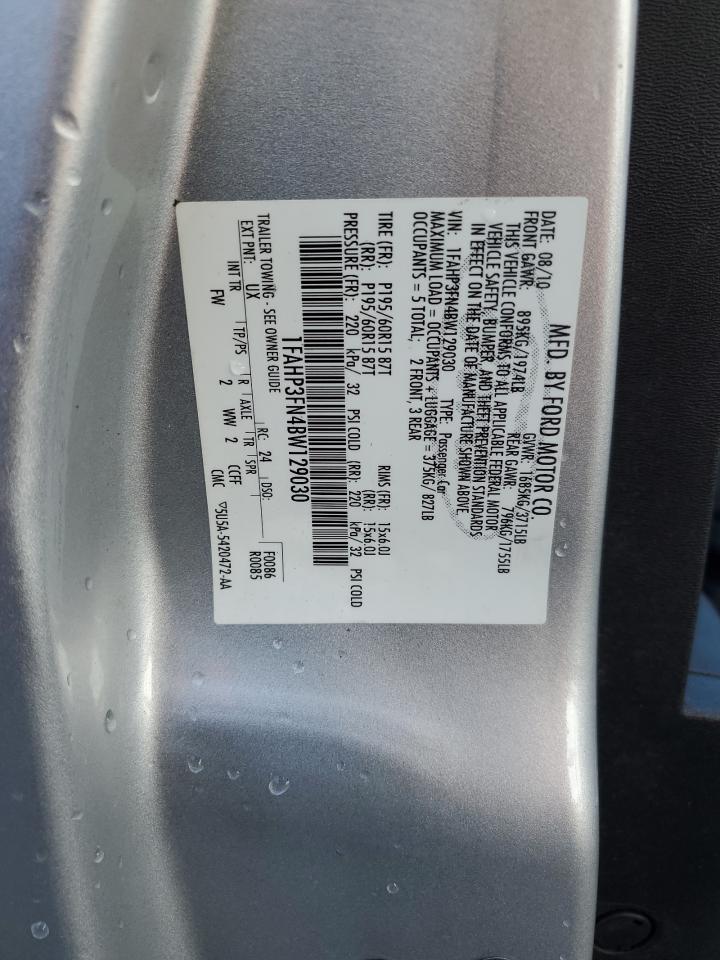 MFD. BY FORD MOTOR CO.
DATE: 08/10 GVWR: 1685KG/3715LB
FRONT GAWR: 895KG/1974LB REAR GAWR: 796KG/1755LB
THIS VEHICLE CONFORMS TO ALL APPLICABLE FEDERAL MOTOR
VEHICLE SAFETY, BUMPER, AND THEFT PREVENTION STANDARDS
IN EFFECT ON THE DATE OF MANUFACTURE SHOWN ABOVE.
VIN: 1FAHP3FN4BW129030 TYPE: Passenger Car
MAXIMUM LOAD = OCCUPANTS + LUGGAGE = 375KG/ 827LB
OCCUPANTS = 5 TOTAL; 2 FRONT, 3 REAR
TIRE (FR): P195/60R15 87T RIMS (FR): 15x6.0J
(RR): P195/60R15 87T (RR): 15x6.0J
PRESSURE (FR): 220 kPa/ 32 PSI COLD (RR): 220 kPa/ 32 PSI COLD
1FAHP3FN4BW129030
TRAILER TOWING - SEE OWNER GUIDE F0086
EXT PNT: UX RC: 24 DSO: R0085
INT TR TP/PS R AXLE TR SPR
FW 2 WW 2 CCFF
CMC ▽5U5A-5420472-AA